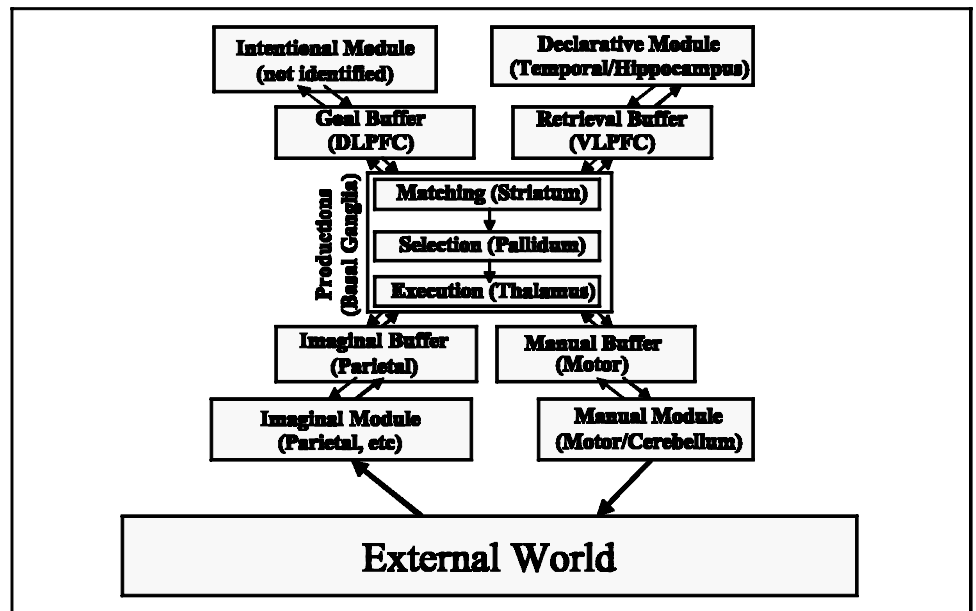 Intentional Module
(not identified)
Declarative Module
(Temporal/Hippocampus)
Goal Buffer
(DLPFC)
Retrieval Buffer
(VLPFC)
Productions
(Basal Ganglia)
Matching (Striatum)
Selection (Pallidum)
Execution (Thalamus)
Imaginal Buffer
(Parietal)
Manual Buffer
(Motor)
Imaginal Module
(Parietal, etc)
Manual Module
(Motor/Cerebellum)
External World